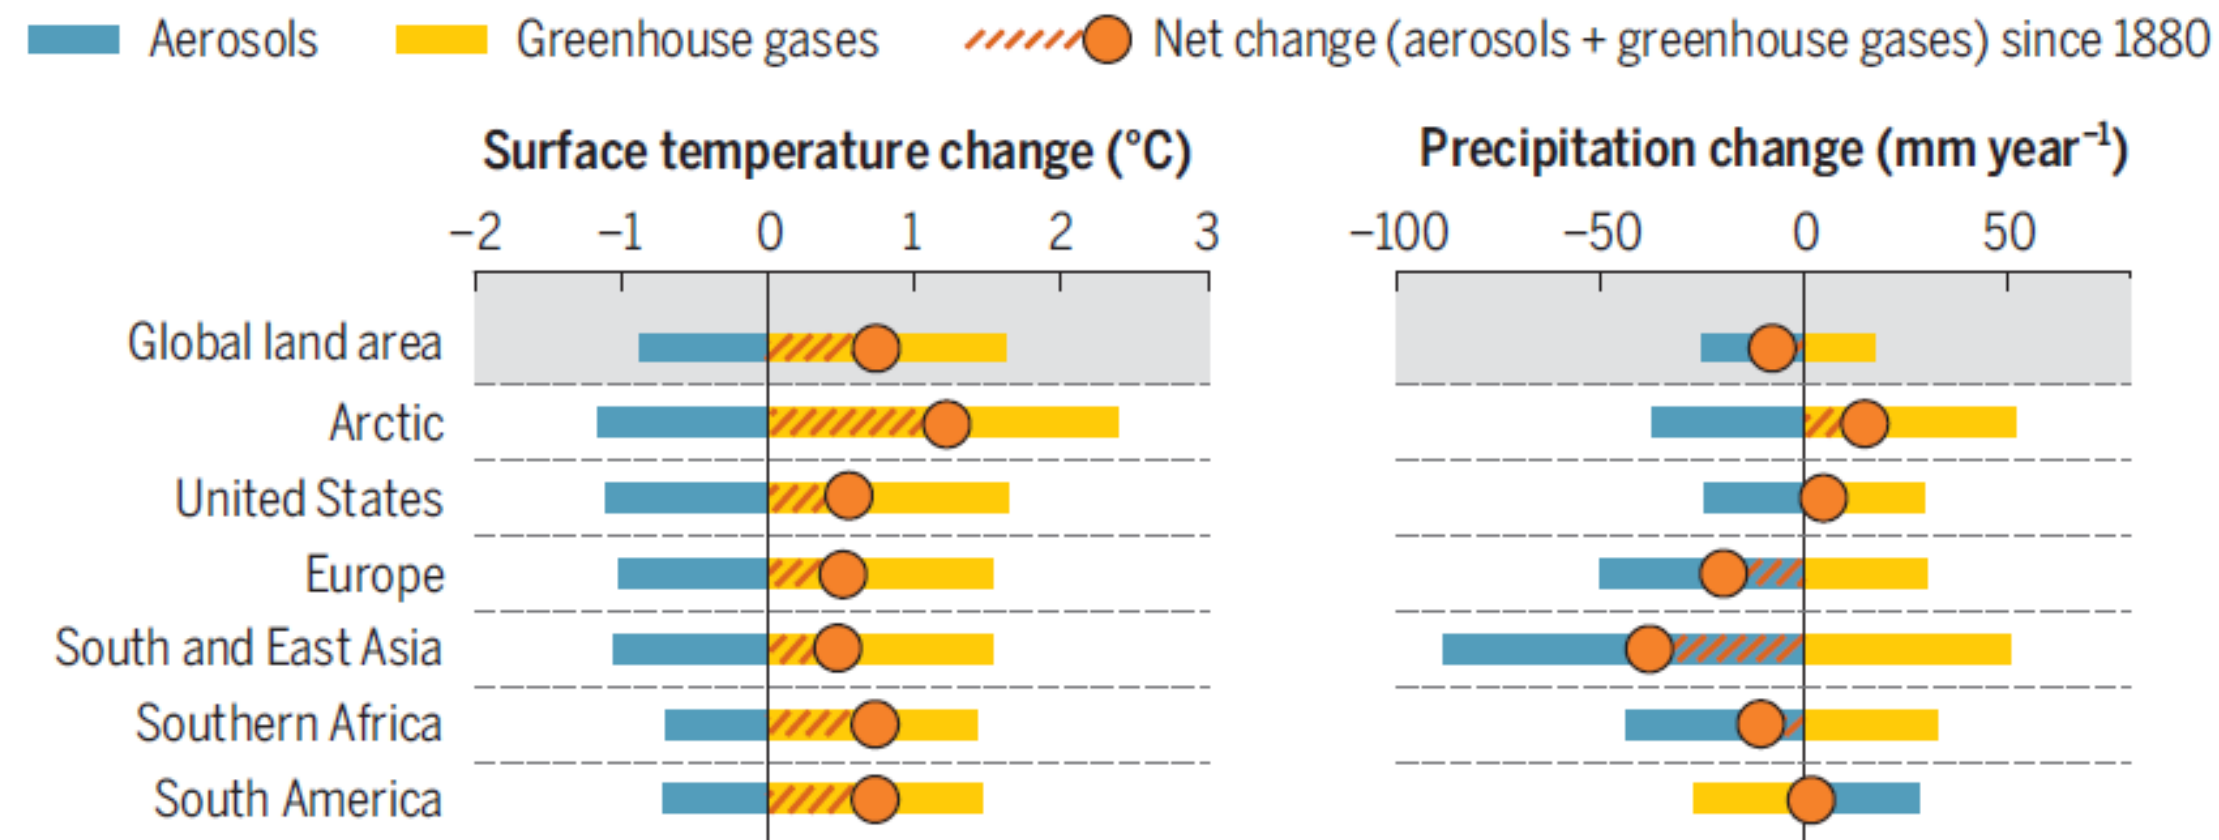 Aerosols Greenhouse gases Net change (aerosols + greenhouse gases) since 1880
Surface temperature change (°C) Precipitation change (mm year⁻¹)
−2 −1 0 1 2 3 −100 −50 0 50
Global land area
Arctic
United States
Europe
South and East Asia
Southern Africa
South America